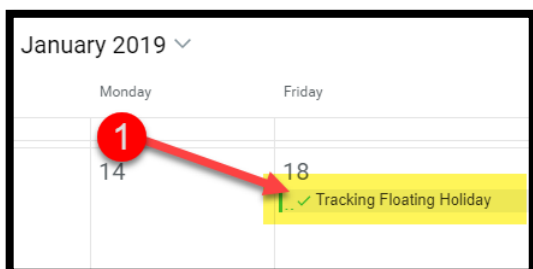 January 2019
Monday Friday
1
14 18
Tracking Floating Holiday